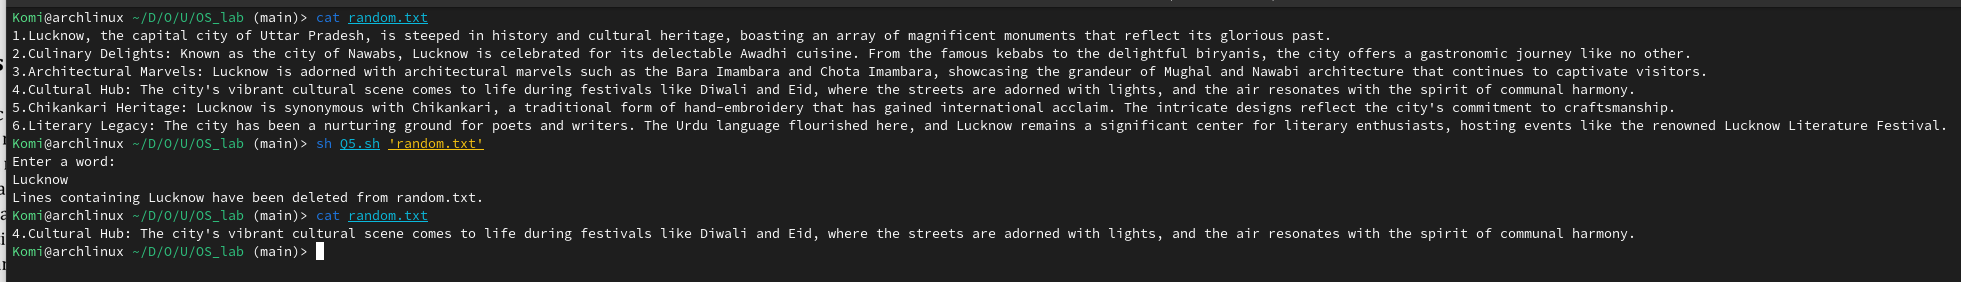 Komi@archlinux ~/D/O/U/OS_lab (main)> cat random.txt
1.Lucknow, the capital city of Uttar Pradesh, is steeped in history and cultural heritage, boasting an array of magnificent monuments that reflect its glorious past.
2.Culinary Delights: Known as the city of Nawabs, Lucknow is celebrated for its delectable Awadhi cuisine. From the famous kebabs to the delightful biryanis, the city offers a gastronomic journey like no other.
3.Architectural Marvels: Lucknow is adorned with architectural marvels such as the Bara Imambara and Chota Imambara, showcasing the grandeur of Mughal and Nawabi architecture that continues to captivate visitors.
4.Cultural Hub: The city's vibrant cultural scene comes to life during festivals like Diwali and Eid, where the streets are adorned with lights, and the air resonates with the spirit of communal harmony.
5.Chikankari Heritage: Lucknow is synonymous with Chikankari, a traditional form of hand-embroidery that has gained international acclaim. The intricate designs reflect the city's commitment to craftsmanship.
6.Literary Legacy: The city has been a nurturing ground for poets and writers. The Urdu language flourished here, and Lucknow remains a significant center for literary enthusiasts, hosting events like the renowned Lucknow Literature Festival.
Komi@archlinux ~/D/O/U/OS_lab (main)> sh Q5.sh 'random.txt'
Enter a word:
Lucknow
Lines containing Lucknow have been deleted from random.txt.
Komi@archlinux ~/D/O/U/OS_lab (main)> cat random.txt
4.Cultural Hub: The city's vibrant cultural scene comes to life during festivals like Diwali and Eid, where the streets are adorned with lights, and the air resonates with the spirit of communal harmony.
Komi@archlinux ~/D/O/U/OS_lab (main)>